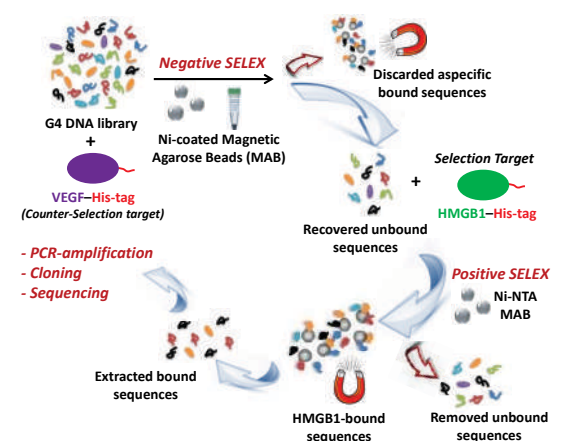 Negative SELEX
G4 DNA library
+
VEGF–His-tag
(Counter-Selection target)
Ni-coated Magnetic
Agarose Beads (MAB)
Discarded aspecific
bound sequences
Recovered unbound
sequences
+
Selection Target
HMGB1–His-tag
Positive SELEX
Ni-NTA
MAB
Removed unbound
sequences
HMGB1-bound
sequences
Extracted bound
sequences
- PCR-amplification
- Cloning
- Sequencing